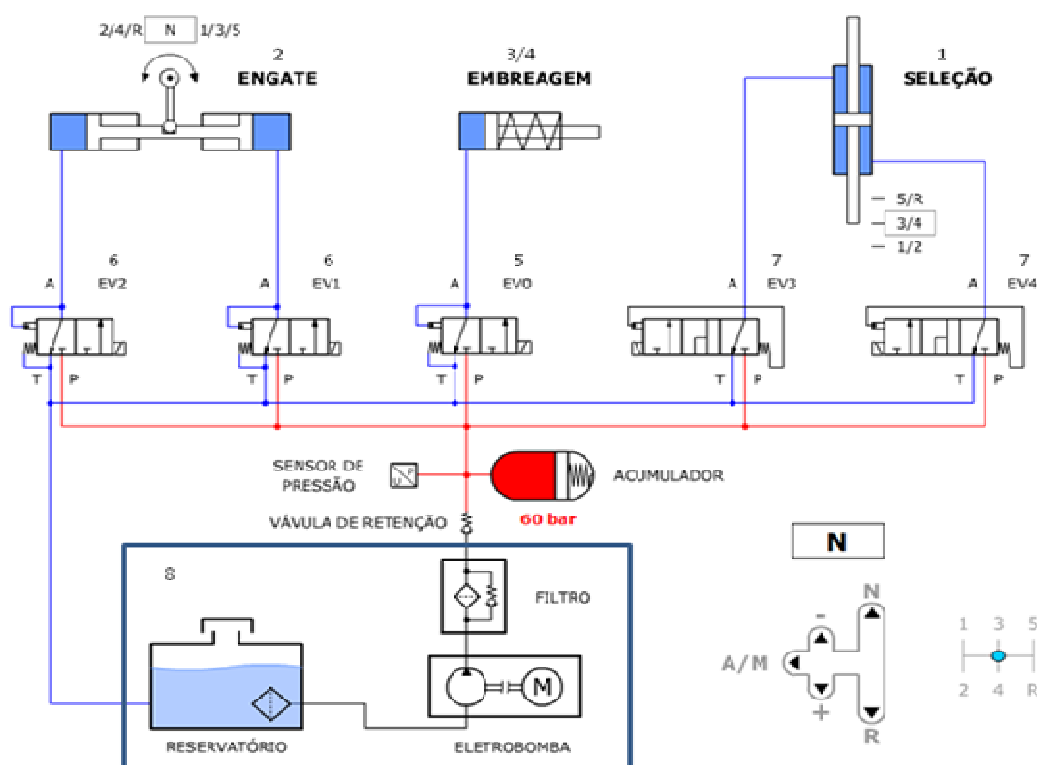 2/4/R N 1/3/5
2
ENGATE
3/4
EMBREAGEM
1
SELEÇÃO
5/R
3/4
1/2
6
A EV2
6
A EV1
5
A EV0
7
A EV3
7
A EV4
T P
T P
T P
T P
T P
SENSOR DE
PRESSÃO
U P
ACUMULADOR
60 bar
VÁVULA DE RETENÇÃO
8
FILTRO
M
RESERVATÓRIO
ELETROBOMBA
N
N
-
A/M
+
R
1 3 5
2 4 R